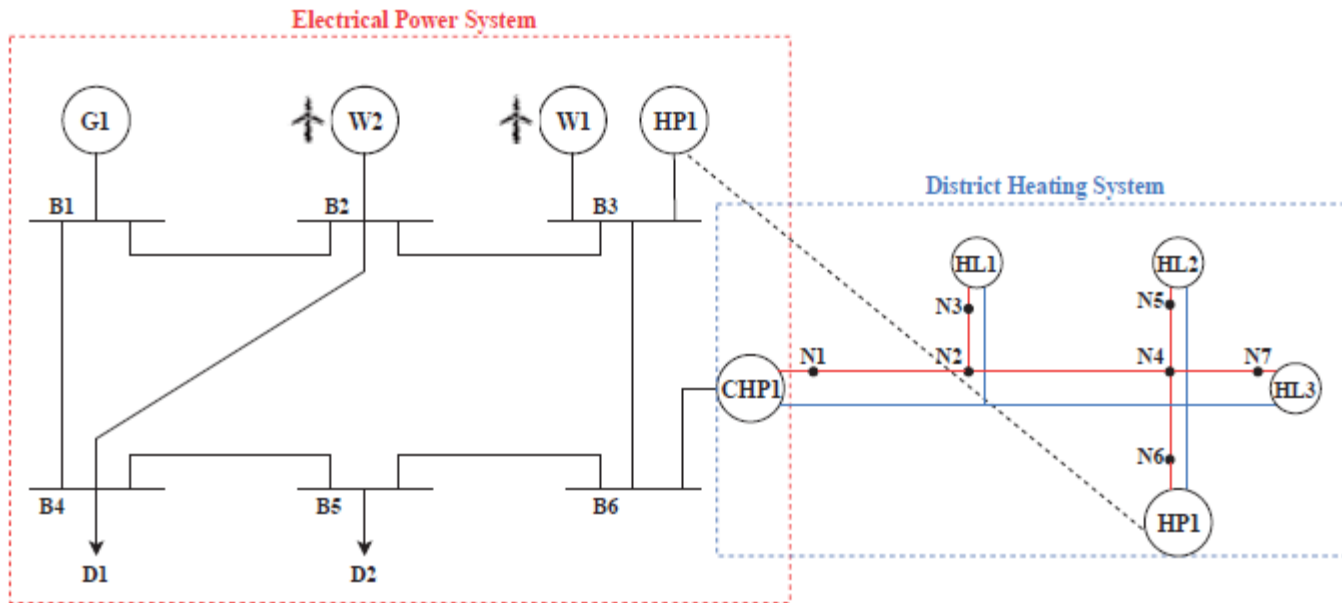 Electrical Power System
G1
W2
W1
HP1
B1
B2
B3
District Heating System
HL1
HL2
N3
N5
N1
N2
N4
N7
CHP1
HL3
N6
B4
B5
B6
HP1
D1
D2